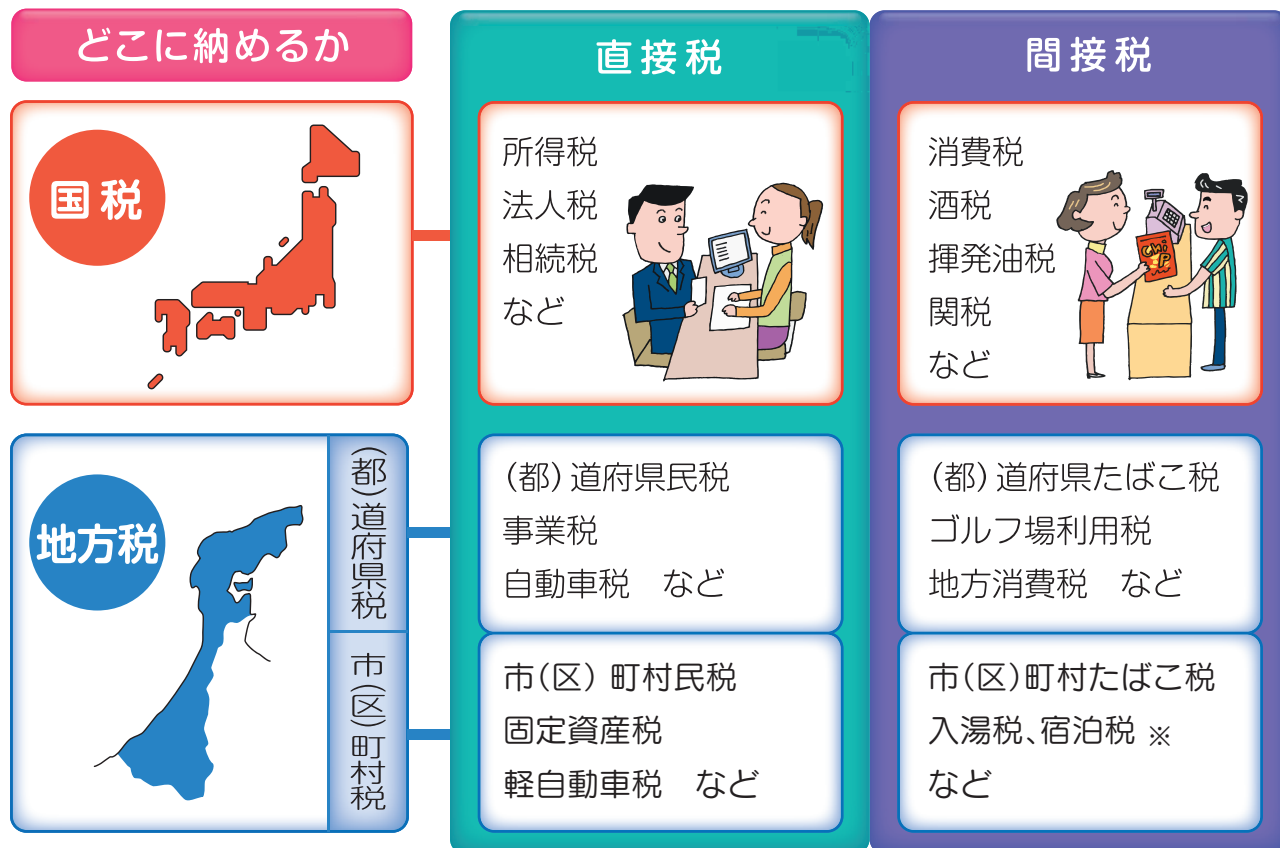 どこに納めるか
直接税
間接税
国税
所得税
法人税
相続税
など
消費税
酒税
揮発油税
関税
など
地方税
(都)道府県税
(都)道府県民税
事業税
自動車税　など
(都)道府県たばこ税
ゴルフ場利用税
地方消費税　など
市(区)町村税
市(区)町村民税
固定資産税
軽自動車税　など
市(区)町村たばこ税
入湯税、宿泊税 ※
など